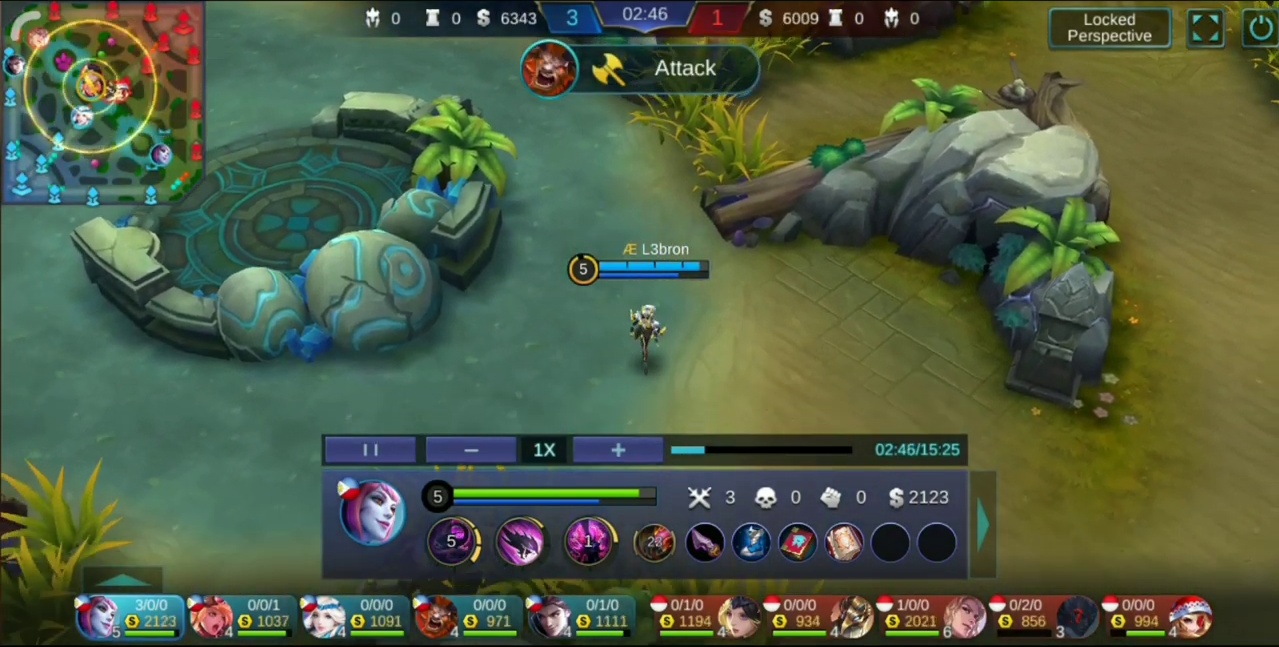 0 0 6343 3 02:46 1 6009 0 0
Locked
Perspective
Attack
Æ L3bron
5
1X
02:46/15:25
5 3 0 0 2123
5 1
3/0/0 0/0/1 0/0/0 0/0/0 0/1/0 0/1/0 0/0/0 1/0/0 0/2/0 0/0/0
2123 1037 1091 971 1111 1194 934 2021 856 994
5 4 4 4 4 4 4 6 3 4